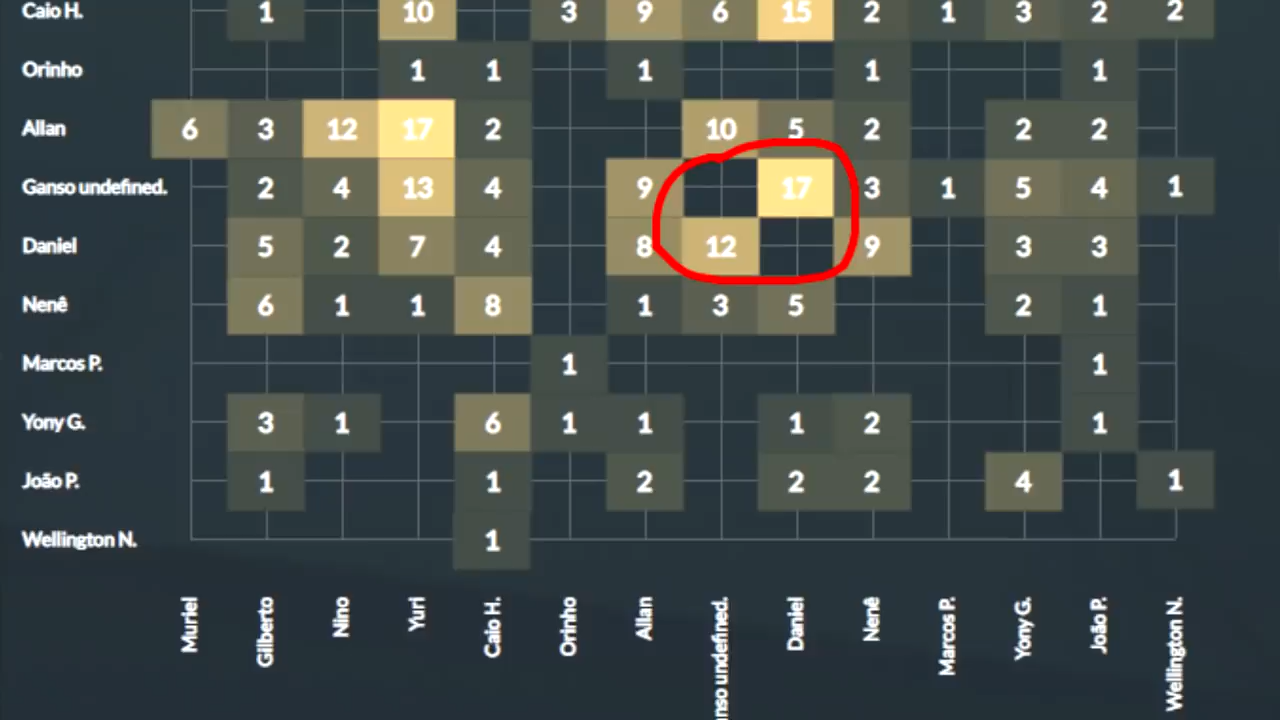 Caio H. 1 10 3 9 6 15 2 1 3 2 2
Orinho 1 1 1 1 1
Allan 6 3 12 17 2 10 5 2 2 2
Ganso undefined. 2 4 13 4 9 17 3 1 5 4 1
Daniel 5 2 7 4 8 12 9 3 3
Nenê 6 1 1 8 1 3 5 2 1
Marcos P. 1 1
Yony G. 3 1 6 1 1 1 2 1
João P. 1 1 2 2 2 4 1
Wellington N. 1
Muriel
Gilberto
Nino
Yuri
Caio H.
Orinho
Allan
nso undefined.
Daniel
Nenê
Marcos P.
Yony G.
João P.
Wellington N.